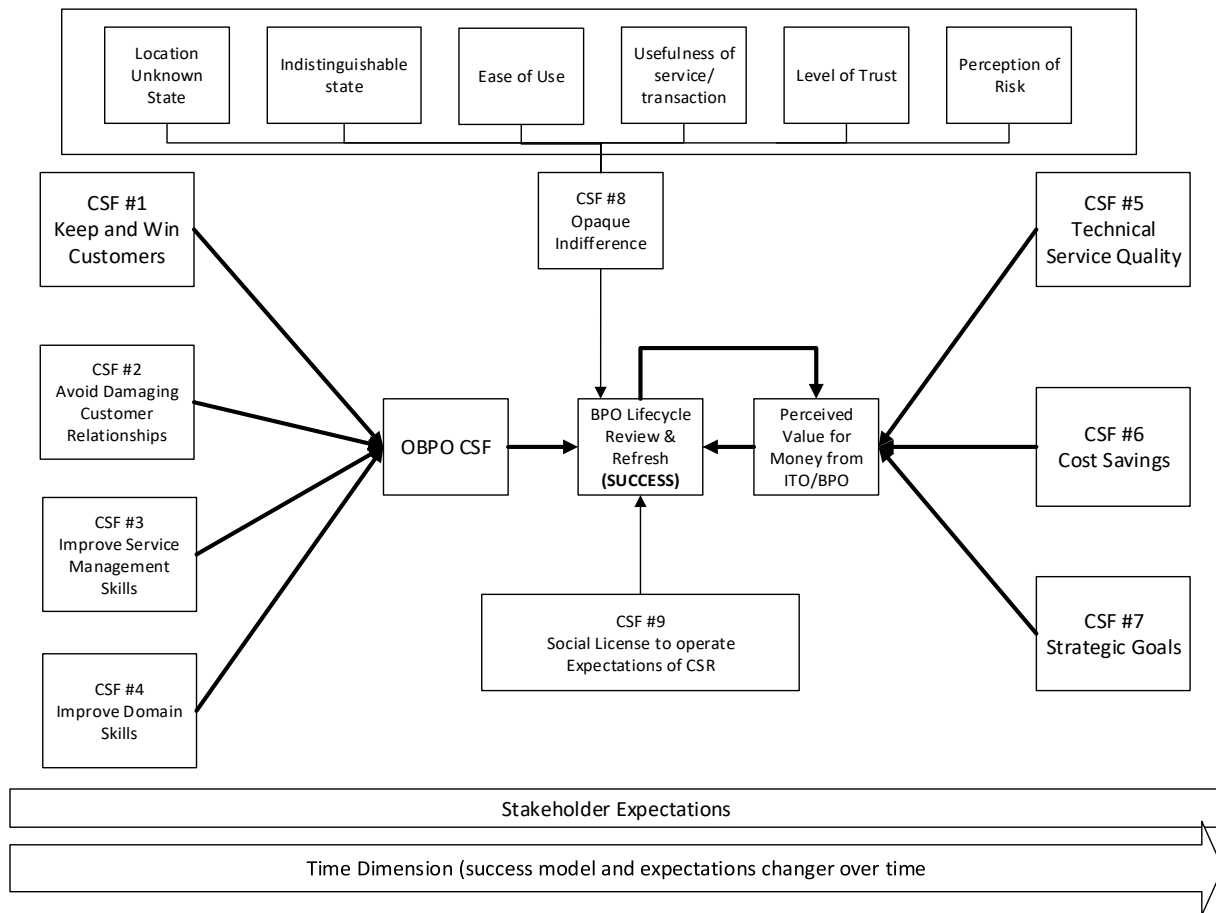 Location
Unknown
State
Indistinguishable
state
Ease of Use
Usefulness of
service/
transaction
Level of Trust
Perception of
Risk
CSF #1
Keep and Win
Customers
CSF #8
Opaque
Indifference
CSF #5
Technical
Service Quality
CSF #2
Avoid Damaging
Customer
Relationships
OBPO CSF
BPO Lifecycle
Review &
Refresh
(SUCCESS)
Perceived
Value for
Money from
ITO/BPO
CSF #6
Cost Savings
CSF #3
Improve Service
Management
Skills
CSF #9
Social License to operate
Expectations of CSR
CSF #7
Strategic Goals
CSF #4
Improve Domain
Skills
Stakeholder Expectations
Time Dimension (success model and expectations changer over time